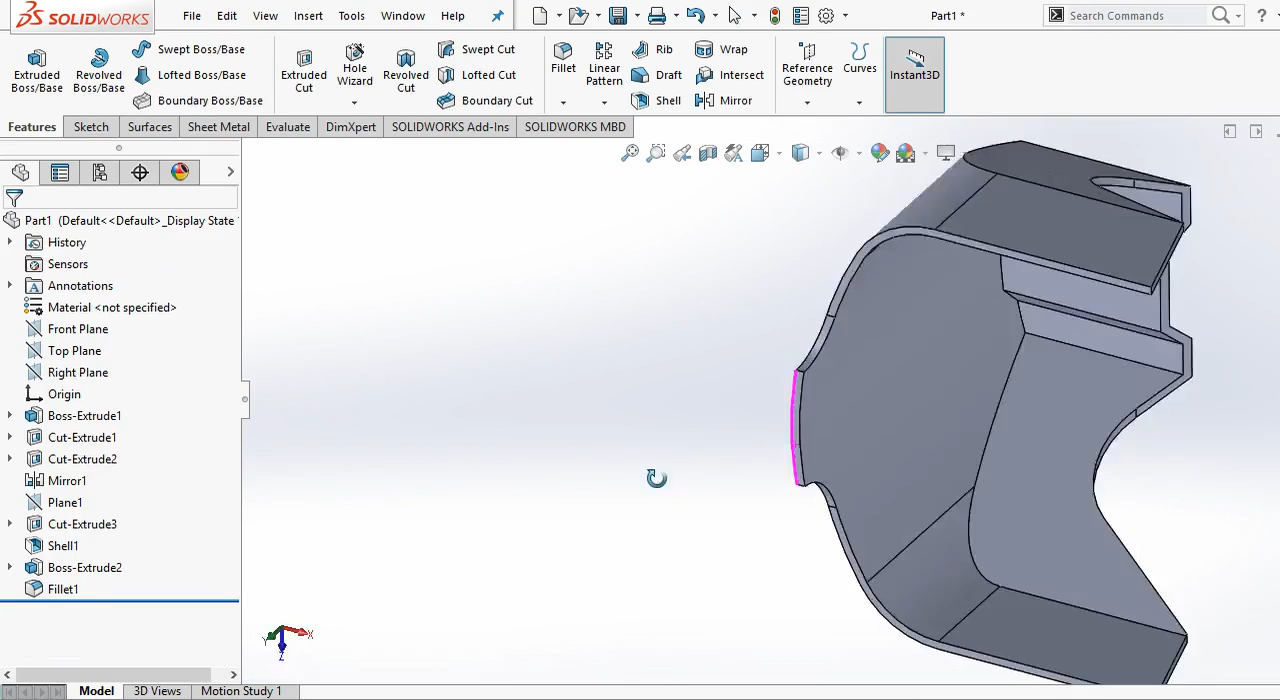 SOLIDWORKS File Edit View Insert Tools Window Help Part1 * Search Commands ?
Extruded Boss/Base Revolved Boss/Base Swept Boss/Base Lofted Boss/Base Boundary Boss/Base
Extruded Cut Hole Wizard Revolved Cut Swept Cut Lofted Cut Boundary Cut
Fillet Linear Pattern Rib Draft Shell Wrap Intersect Mirror
Reference Geometry Curves Instant3D
Features Sketch Surfaces Sheet Metal Evaluate DimXpert SOLIDWORKS Add-Ins SOLIDWORKS MBD
Part1 (Default<<Default>_Display State
History
Sensors
Annotations
Material <not specified>
Front Plane
Top Plane
Right Plane
Origin
Boss-Extrude1
Cut-Extrude1
Cut-Extrude2
Mirror1
Plane1
Cut-Extrude3
Shell1
Boss-Extrude2
Fillet1
Y X
Z
Model 3D Views Motion Study 1